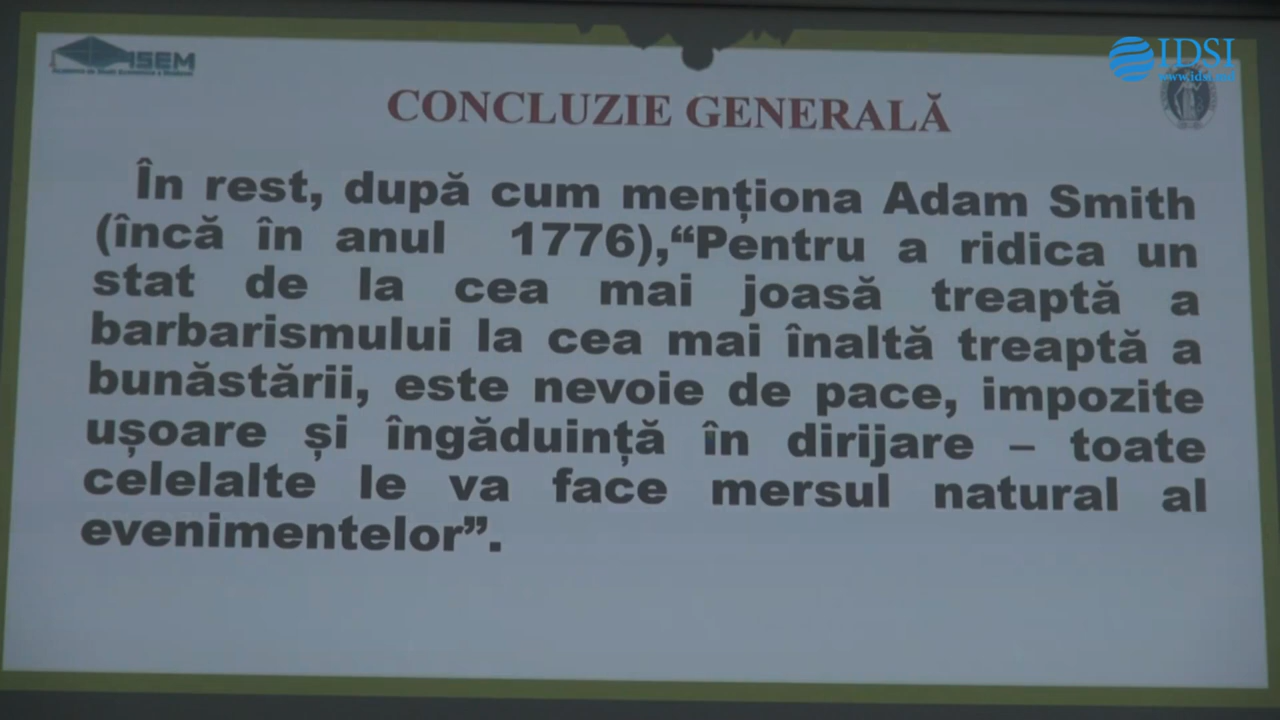 ISEM
IDSI
CONCLUZIE GENERALĂ
În rest, după cum menționa Adam Smith
(încă în anul 1776),“Pentru a ridica un
stat de la cea mai joasă treaptă a
barbarismului la cea mai înaltă treaptă a
bunăstării, este nevoie de pace, impozite
ușoare și îngăduință în dirijare – toate
celelalte le va face mersul natural al
evenimentelor”.